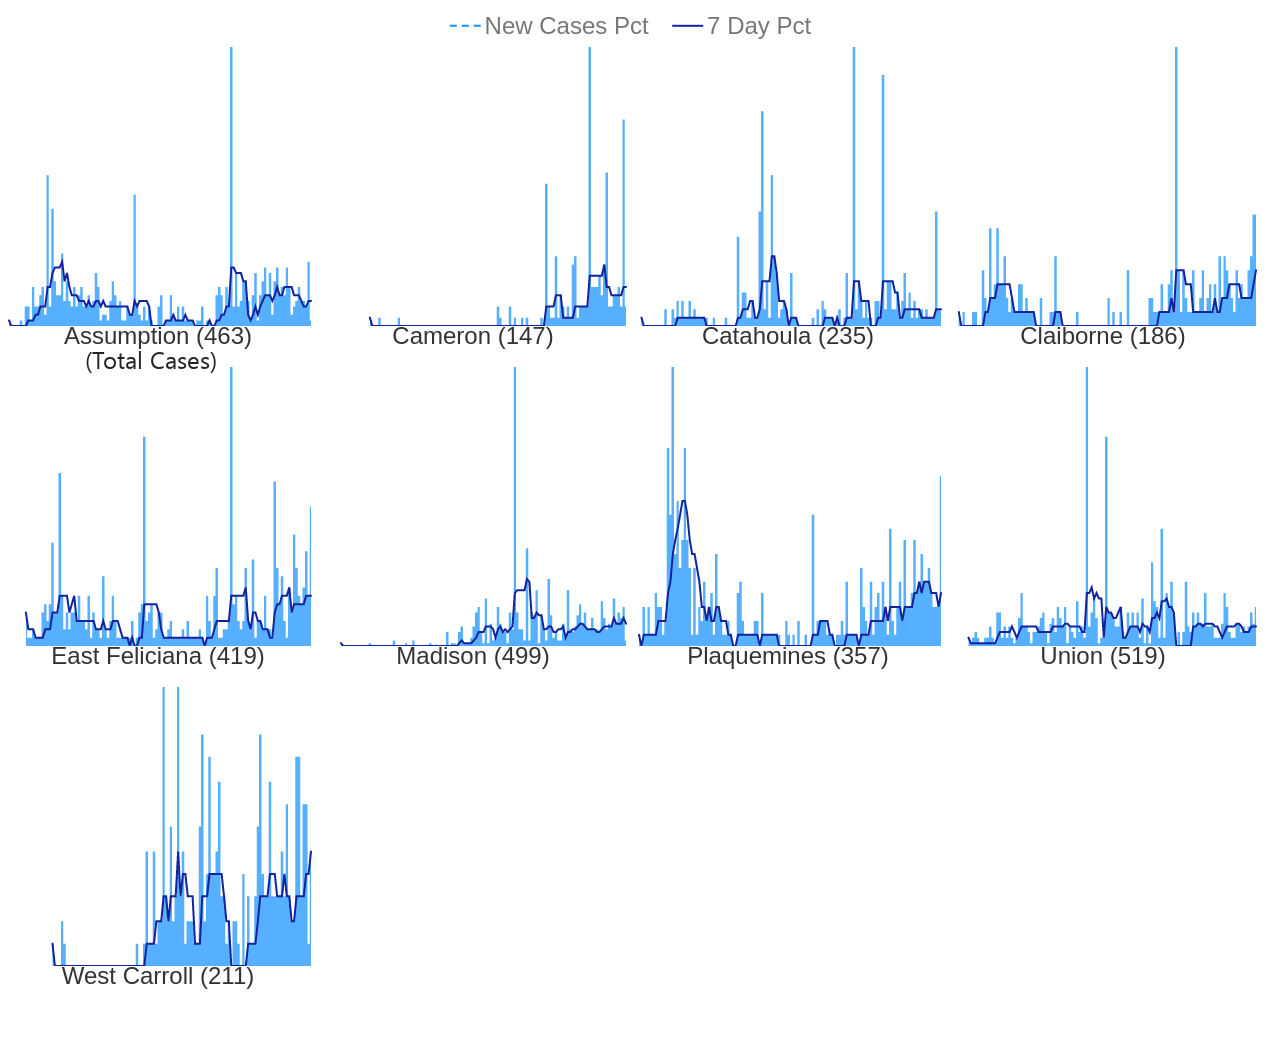 New Cases Pct 7 Day Pct
Assumption (463) Cameron (147) Catahoula (235) Claiborne (186)
(Total Cases)
East Feliciana (419) Madison (499) Plaquemines (357) Union (519)
West Carroll (211)